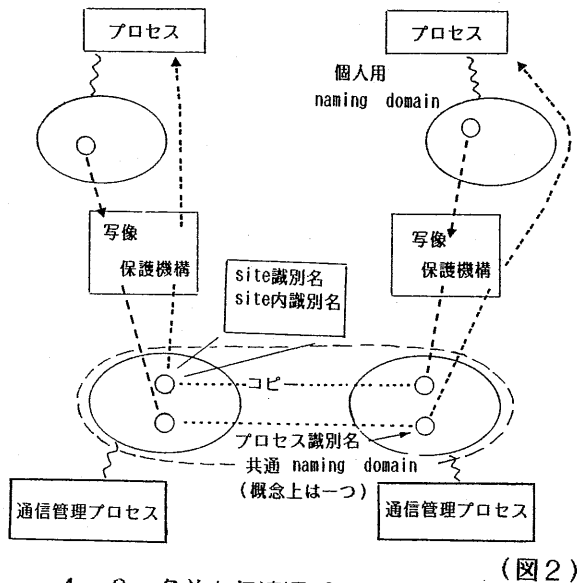 プロセス
プロセス
個人用
naming domain
写像
保護機構
写像
保護機構
site識別名
site内識別名
コピー
プロセス識別名
共通 naming domain
(概念上は一つ)
通信管理プロセス
通信管理プロセス
(図2)